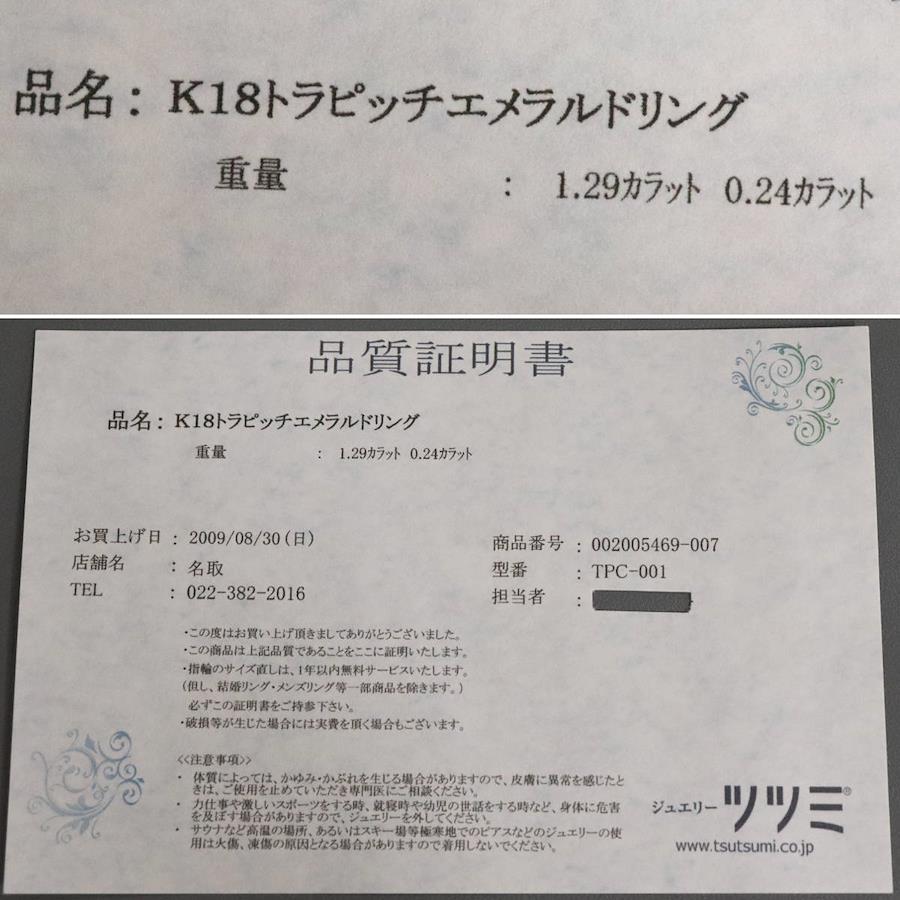 品名: K18トラピッチエメラルドリング
重量 : 1.29カラット 0.24カラット
品質証明書
品名: K18トラピッチエメラルドリング
重量 : 1.29カラット 0.24カラット
お買上げ日 : 2009/08/30(日)
店舗名 : 名取
TEL : 022-382-2016
商品番号 : 002005469-007
型番 : TPC-001
担当者 :
・この度はお買い上げ頂きましてありがとうございました。
・この商品は上記品質であることをここに証明いたします。
・指輪のサイズ直しは、1年以内無料サービスいたします。
(但し、結婚リング・メンズリング等一部商品を除きます。)
必ずこの証明書をご持参下さい。
・破損等が生じた場合には実費を頂く場合もございます。
<<注意事項>>
・ 体質によっては、かゆみ・かぶれを生じる場合がありますので、皮膚に異常を感じたと
きは、ご使用を止めていただき専門医にご相談ください。
・ 力仕事や激しいスポーツをする時、就寝時や幼児の世話をする時など、身体に危害
を及ぼす場合がありますので、ジュエリーを外してください。
・ サウナなど高温の場所、あるいはスキー場等極寒地でのピアスなどのジュエリーの使
用は火傷、凍傷の原因となる場合がありますので着用しないでください。
ジュエリーツツミ®
www.tsutsumi.co.jp